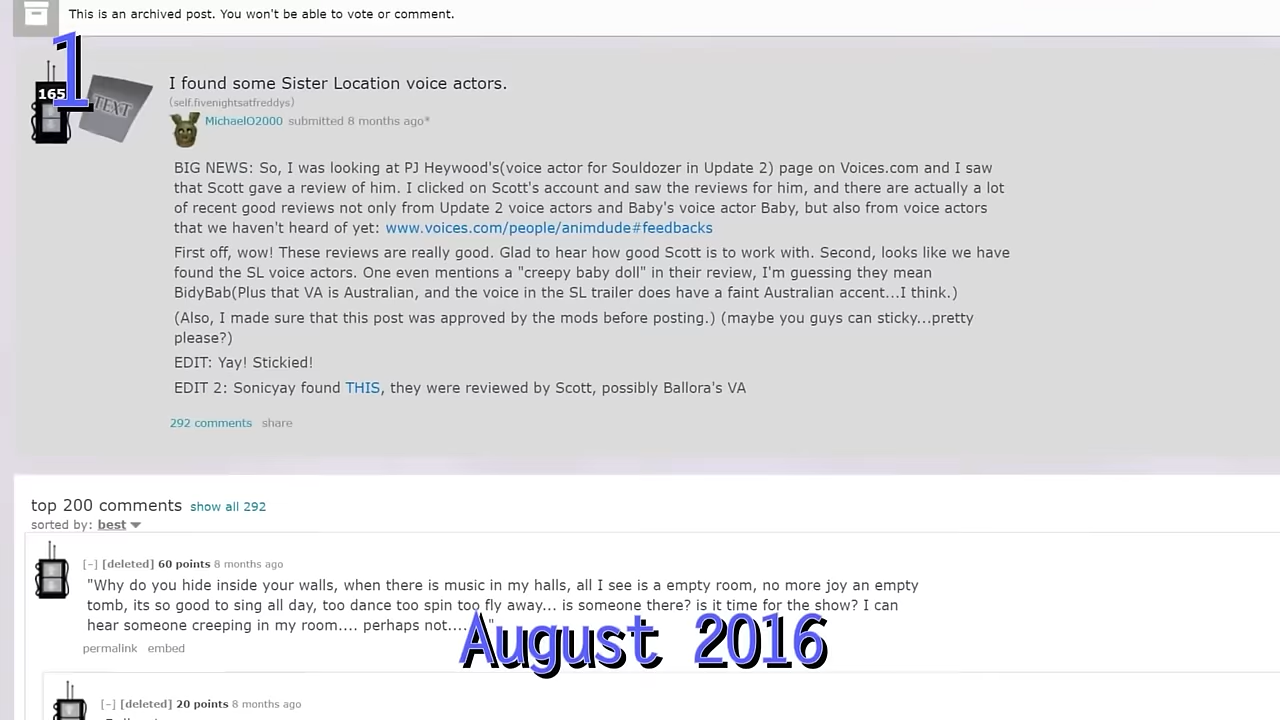 This is an archived post. You won't be able to vote or comment.
1
165
TEXT
I found some Sister Location voice actors.
(self.fivenightsatfreddys)
MichaelO2000 submitted 8 months ago*
BIG NEWS: So, I was looking at PJ Heywood's(voice actor for Souldozer in Update 2) page on Voices.com and I saw
that Scott gave a review of him. I clicked on Scott's account and saw the reviews for him, and there are actually a lot
of recent good reviews not only from Update 2 voice actors and Baby's voice actor Baby, but also from voice actors
that we haven't heard of yet: www.voices.com/people/animdude#feedbacks
First off, wow! These reviews are really good. Glad to hear how good Scott is to work with. Second, looks like we have
found the SL voice actors. One even mentions a "creepy baby doll" in their review, I'm guessing they mean
BidyBab(Plus that VA is Australian, and the voice in the SL trailer does have a faint Australian accent...I think.)
(Also, I made sure that this post was approved by the mods before posting.) (maybe you guys can sticky...pretty
please?)
EDIT: Yay! Stickied!
EDIT 2: Sonicyay found THIS, they were reviewed by Scott, possibly Ballora's VA
292 comments share
top 200 comments show all 292
sorted by: best
[–] [deleted] 60 points 8 months ago
"Why do you hide inside your walls, when there is music in my halls, all I see is a empty room, no more joy an empty
tomb, its so good to sing all day, too dance too spin too fly away... is someone there? is it time for the show? I can
hear someone creeping in my room.... perhaps not...."
permalink embed
August 2016
[–] [deleted] 20 points 8 months ago